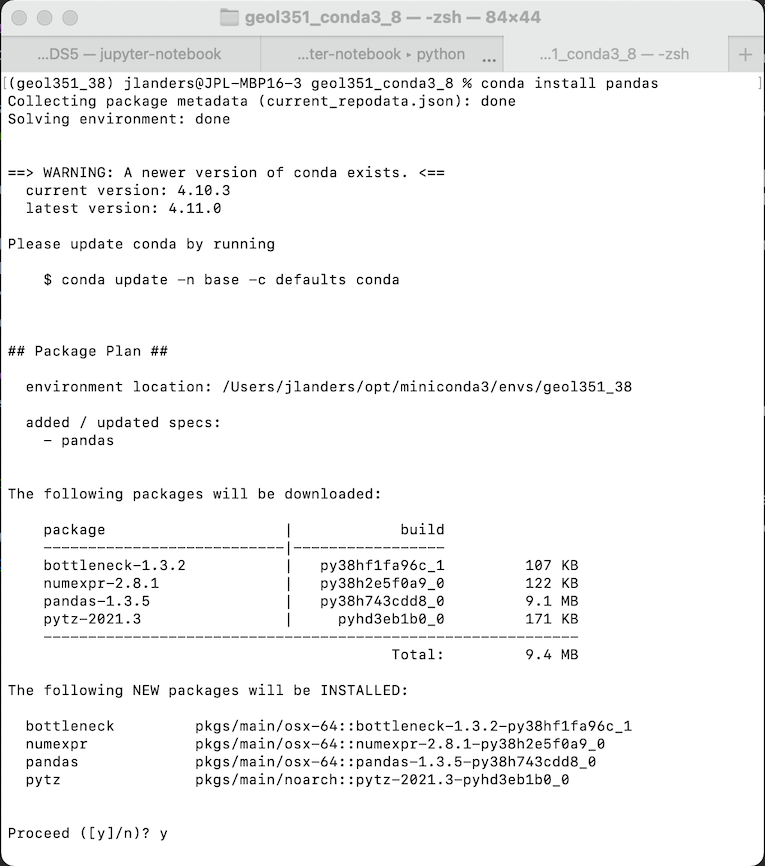 geol351_conda3_8 — -zsh — 84×44
...DS5 — jupyter-notebook
...ter-notebook ▸ python ...
...1_conda3_8 — -zsh
+
[(geol351_38) jlanders@JPL-MBP16-3 geol351_conda3_8 % conda install pandas ]
Collecting package metadata (current_repodata.json): done
Solving environment: done
==> WARNING: A newer version of conda exists. <==
current version: 4.10.3
latest version: 4.11.0
Please update conda by running
$ conda update -n base -c defaults conda
## Package Plan ##
environment location: /Users/jlanders/opt/miniconda3/envs/geol351_38
added / updated specs:
- pandas
The following packages will be downloaded:
package | build
---------------------------|-----------------
bottleneck-1.3.2 | py38hf1fa96c_1 107 KB
numexpr-2.8.1 | py38h2e5f0a9_0 122 KB
pandas-1.3.5 | py38h743cdd8_0 9.1 MB
pytz-2021.3 | pyhd3eb1b0_0 171 KB
------------------------------------------------------------
Total: 9.4 MB
The following NEW packages will be INSTALLED:
bottleneck pkgs/main/osx-64::bottleneck-1.3.2-py38hf1fa96c_1
numexpr pkgs/main/osx-64::numexpr-2.8.1-py38h2e5f0a9_0
pandas pkgs/main/osx-64::pandas-1.3.5-py38h743cdd8_0
pytz pkgs/main/noarch::pytz-2021.3-pyhd3eb1b0_0
Proceed ([y]/n)? y